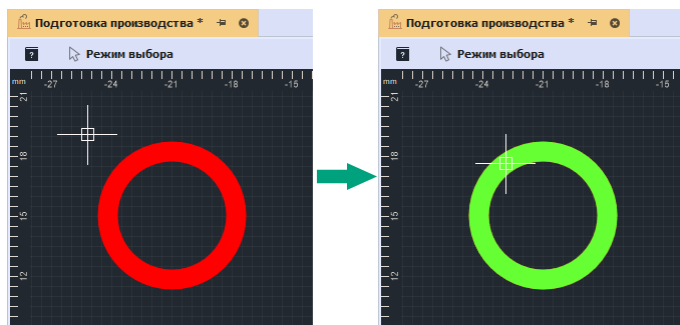 Подготовка производства *
? Режим выбора
mm -27 -24 -21 -18 -15
21
18
15
12
Подготовка производства *
? Режим выбора
mm -27 -24 -21 -18 -15
21
18
15
12